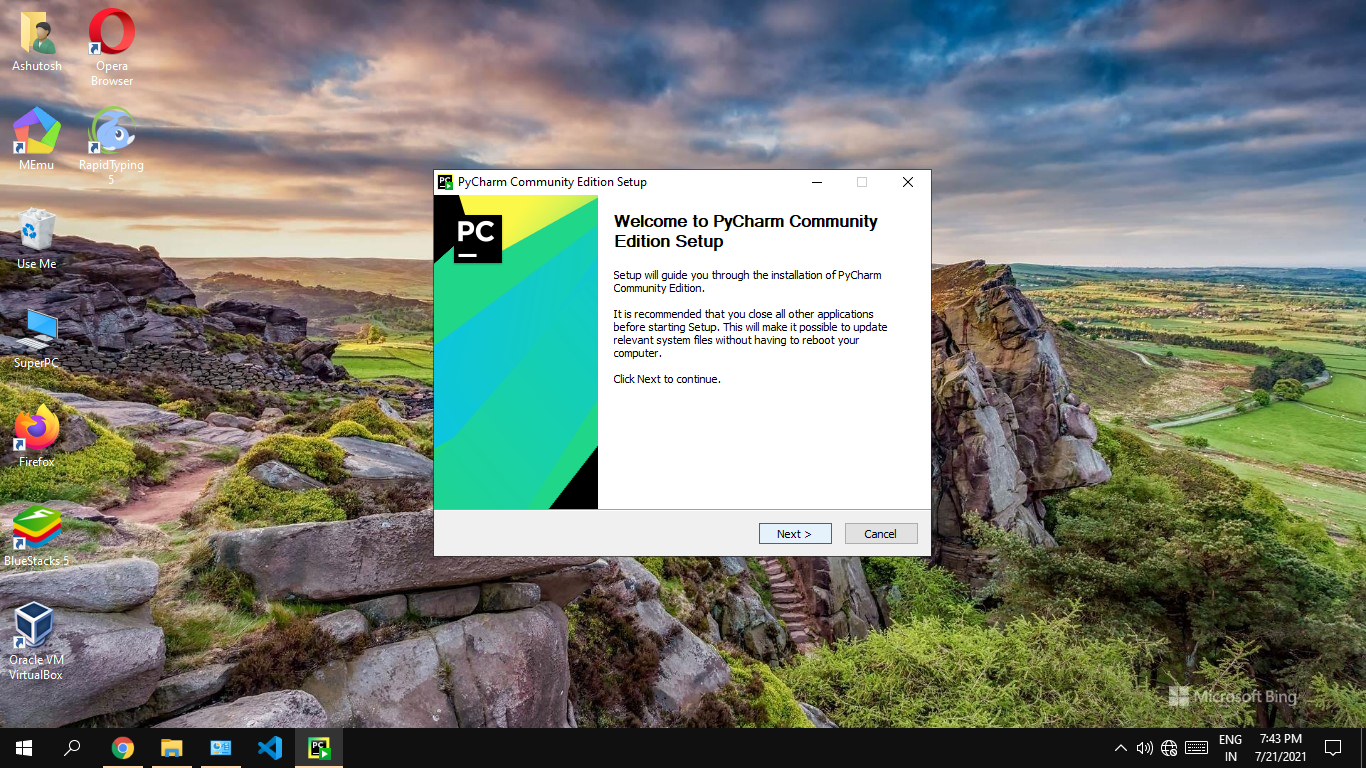 Ashutosh
Opera
Browser
MEmu
RapidTyping
5
Use Me
SuperPC
Firefox
BlueStacks 5
Oracle VM
VirtualBox
PC PyCharm Community Edition Setup
PC
Welcome to PyCharm Community
Edition Setup
Setup will guide you through the installation of PyCharm
Community Edition.
It is recommended that you close all other applications
before starting Setup. This will make it possible to update
relevant system files without having to reboot your
computer.
Click Next to continue.
Next >
Cancel
Microsoft Bing
PC
ENG
IN
7:43 PM
7/21/2021